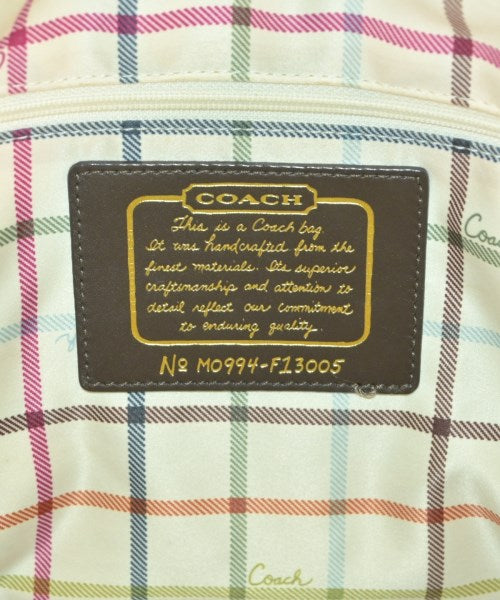 COACH
This is a Coach bag.
It was handcrafted from the
finest materials. Its superior
craftsmanship and attention to
detail reflect our commitment
to enduring quality.
No M0994-F13005
Coac
Coach